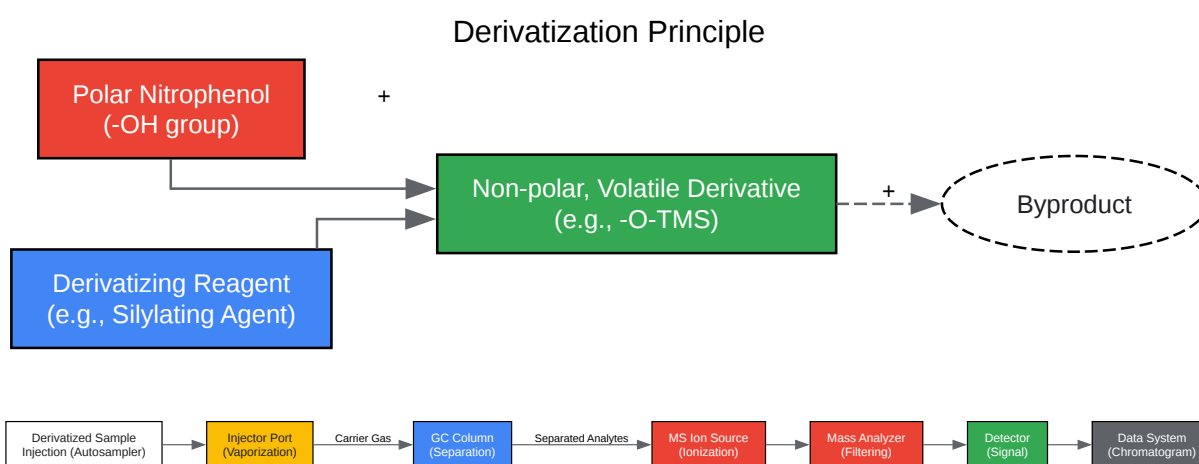 Derivatization Principle
Polar Nitrophenol
(-OH group)
+
Non-polar, Volatile Derivative
(e.g., -O-TMS)
+
Byproduct
Derivatizing Reagent
(e.g., Silylating Agent)
Derivatized Sample
Injection (Autosampler)
Injector Port
(Vaporization)
Carrier Gas
GC Column
(Separation)
Separated Analytes
MS Ion Source
(Ionization)
Mass Analyzer
(Filtering)
Detector
(Signal)
Data System
(Chromatogram)